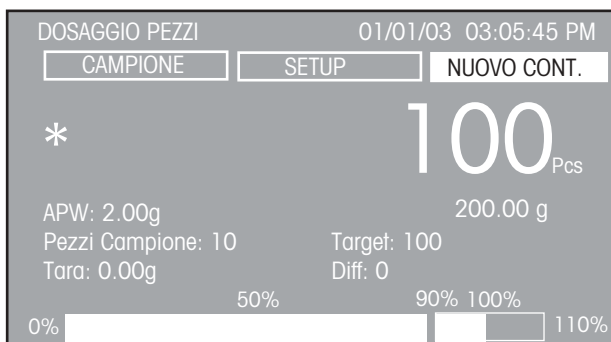 DOSAGGIO PEZZI 01/01/03 03:05:45 PM
CAMPIONE SETUP NUOVO CONT.
* 100 Pcs
APW: 2.00g 200.00 g
Pezzi Campione: 10 Target: 100
Tara: 0.00g Diff: 0
50% 90% 100%
0% 110%